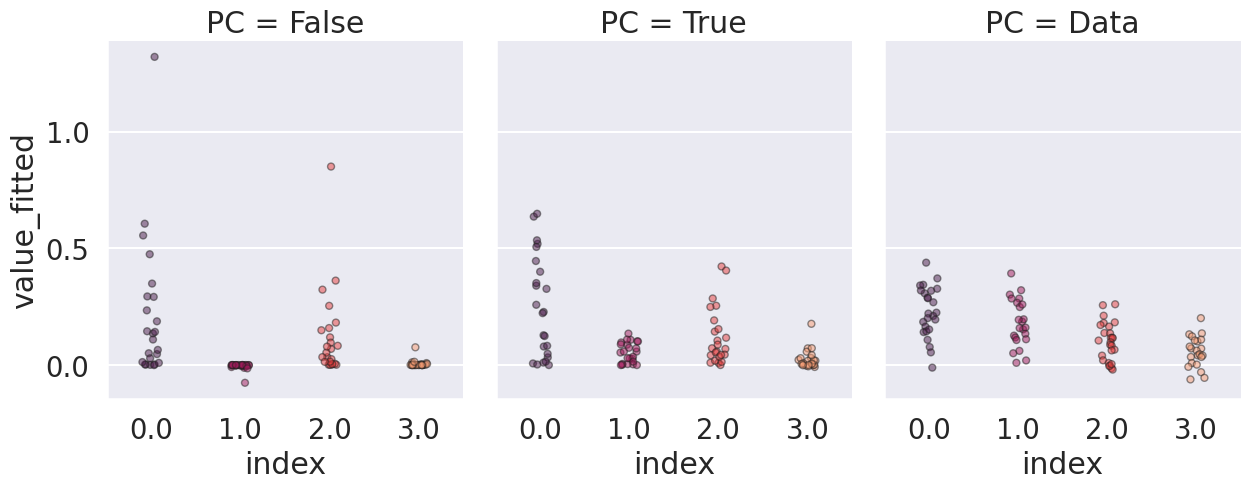 PC = False PC = True PC = Data
1.0
0.5
0.0
value_fitted
0.0 1.0 2.0 3.0 0.0 1.0 2.0 3.0 0.0 1.0 2.0 3.0
index index index